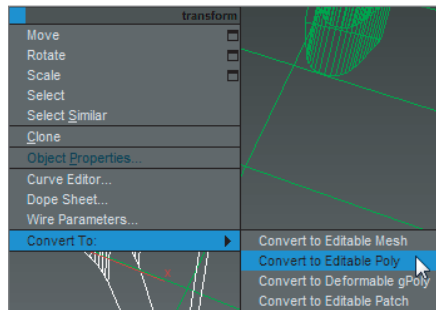 transform
Move
Rotate
Scale
Select
Select Similar
Clone
Object Properties...
Curve Editor...
Dope Sheet...
Wire Parameters...
Convert To:
Convert to Editable Mesh
Convert to Editable Poly
Convert to Deformable gPoly
Convert to Editable Patch
x